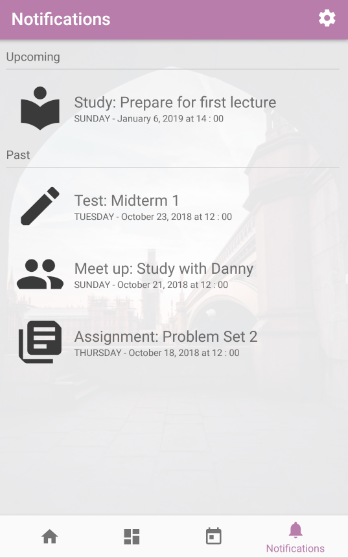 Notifications
Upcoming
Study: Prepare for first lecture
SUNDAY - January 6, 2019 at 14 : 00
Past
Test: Midterm 1
TUESDAY - October 23, 2018 at 12 : 00
Meet up: Study with Danny
SUNDAY - October 21, 2018 at 12 : 00
Assignment: Problem Set 2
THURSDAY - October 18, 2018 at 12 : 00
Notifications